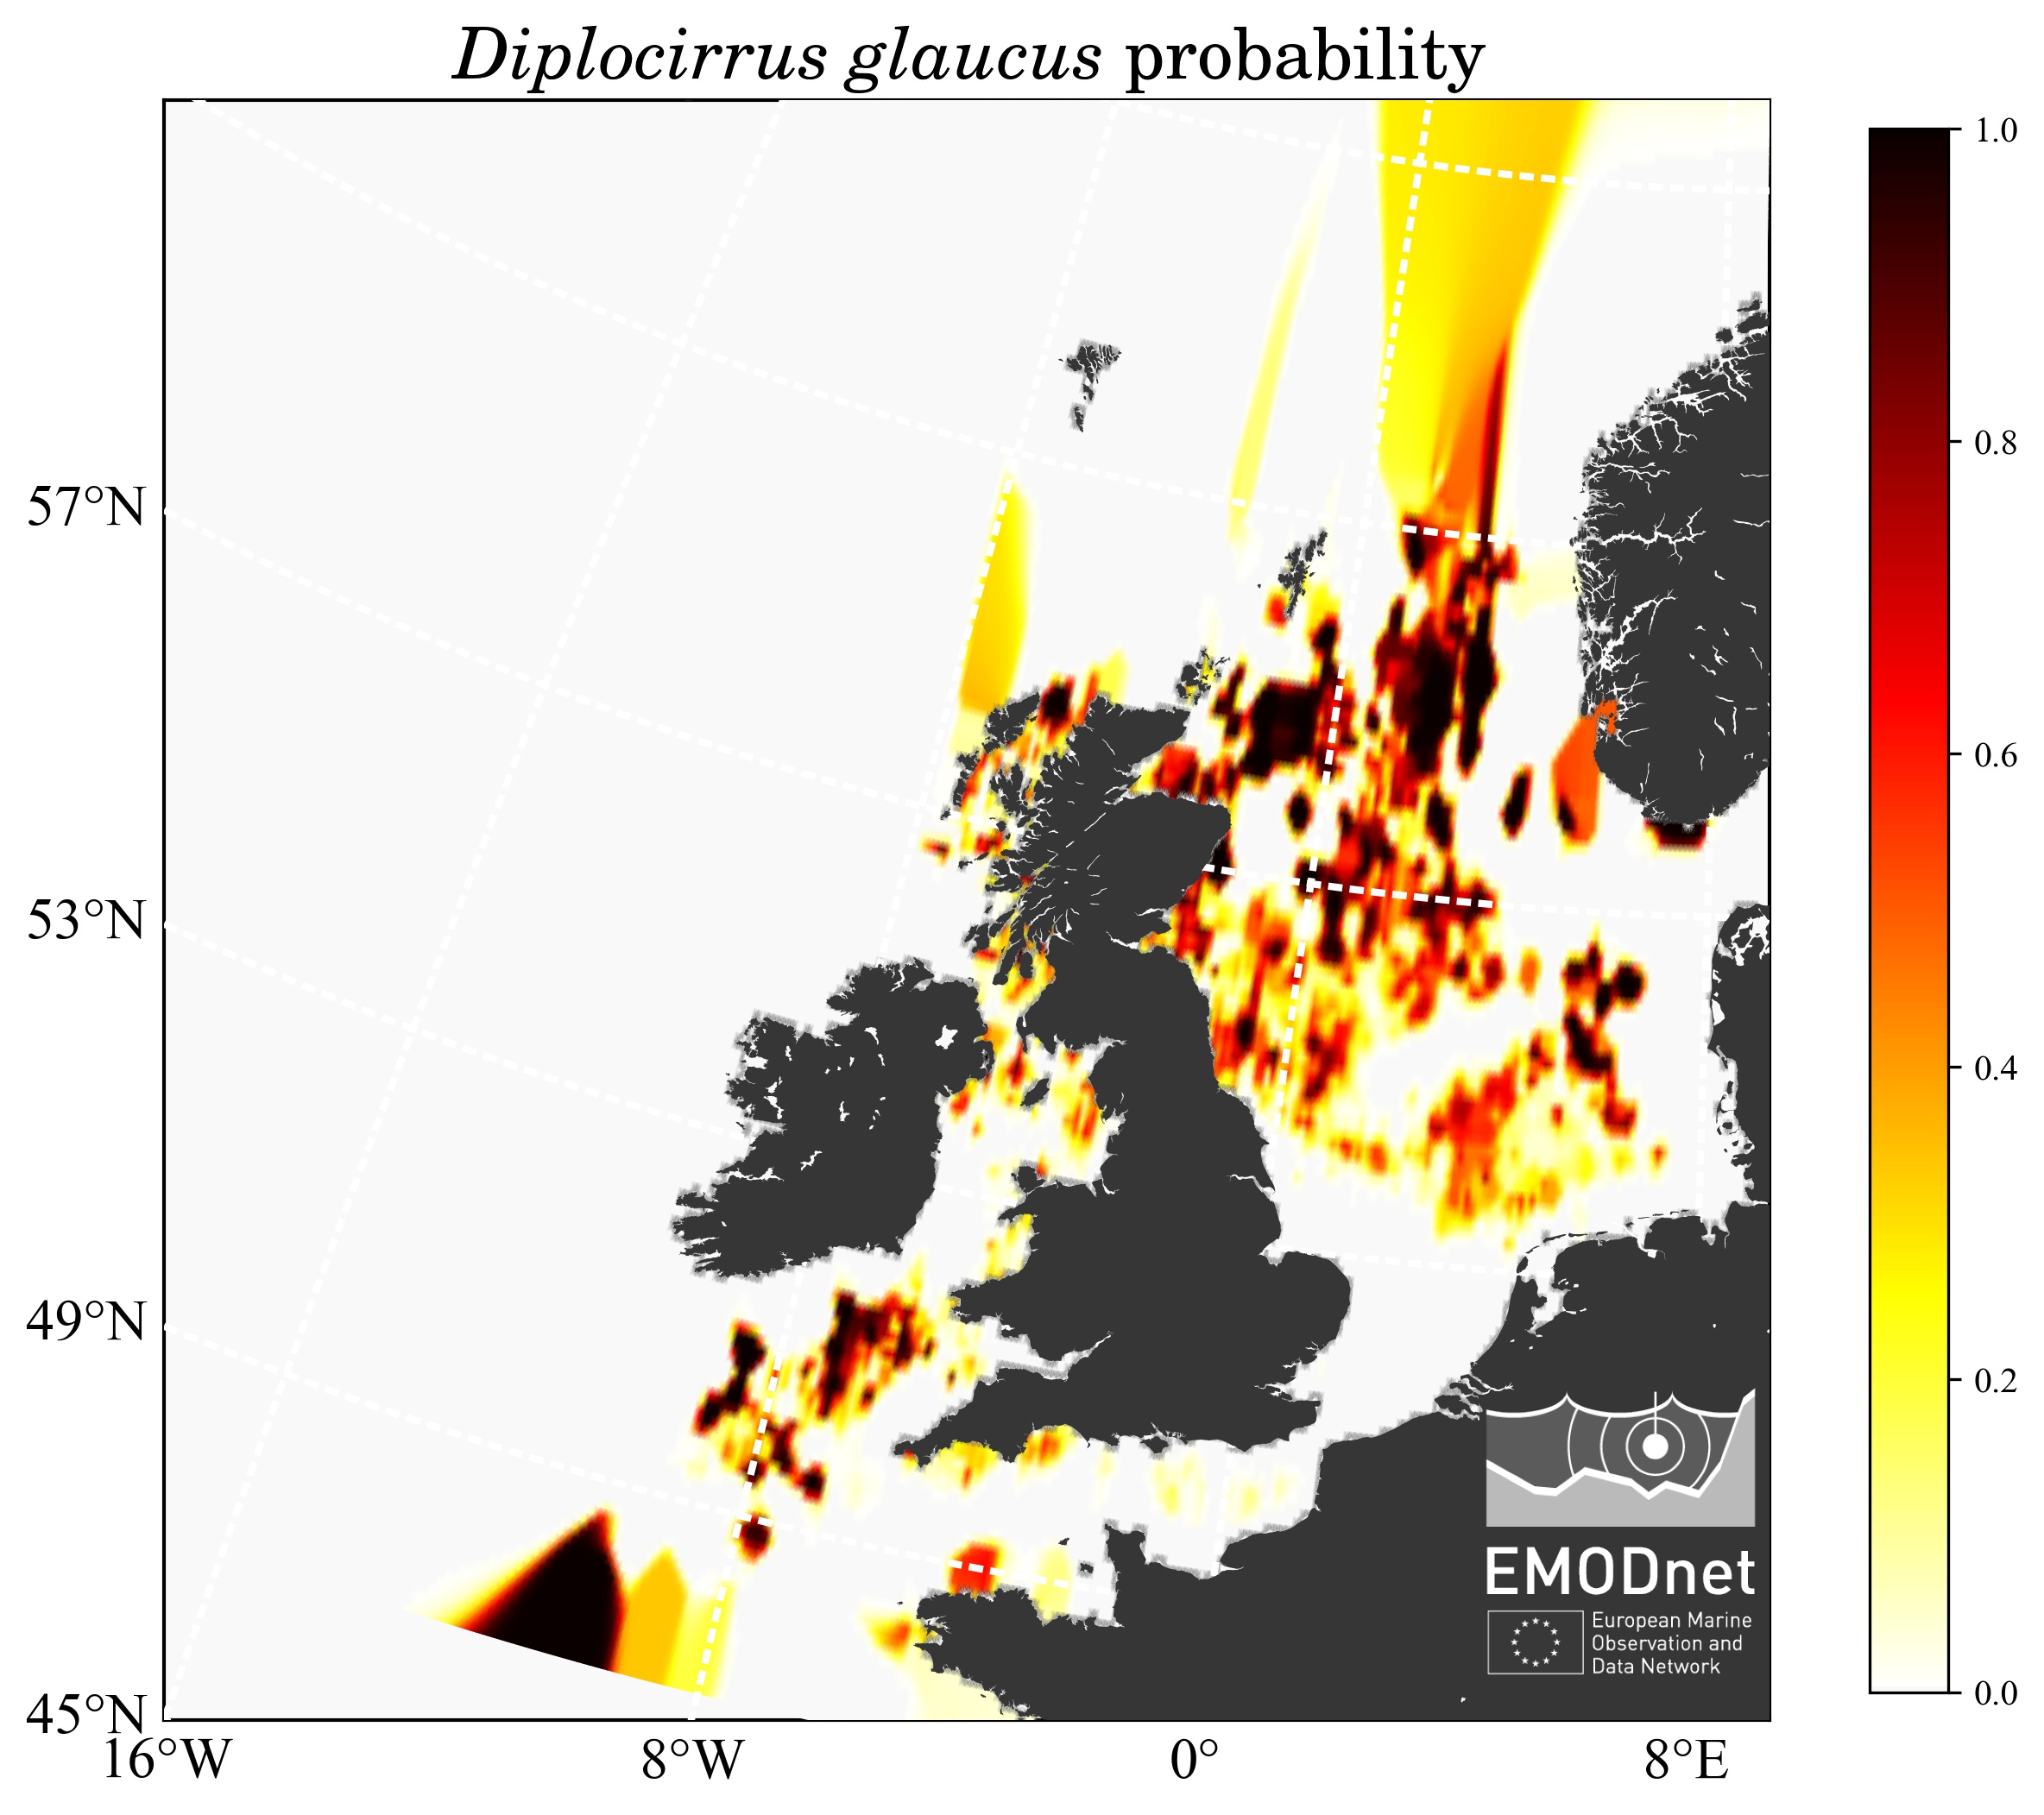 Diplocirrus glaucus probability
1.0
0.8
0.6
0.4
0.2
0.0
57°N
53°N
49°N
45°N
16°W
8°W
0°
8°E
EMODnet
European Marine
Observation and
Data Network